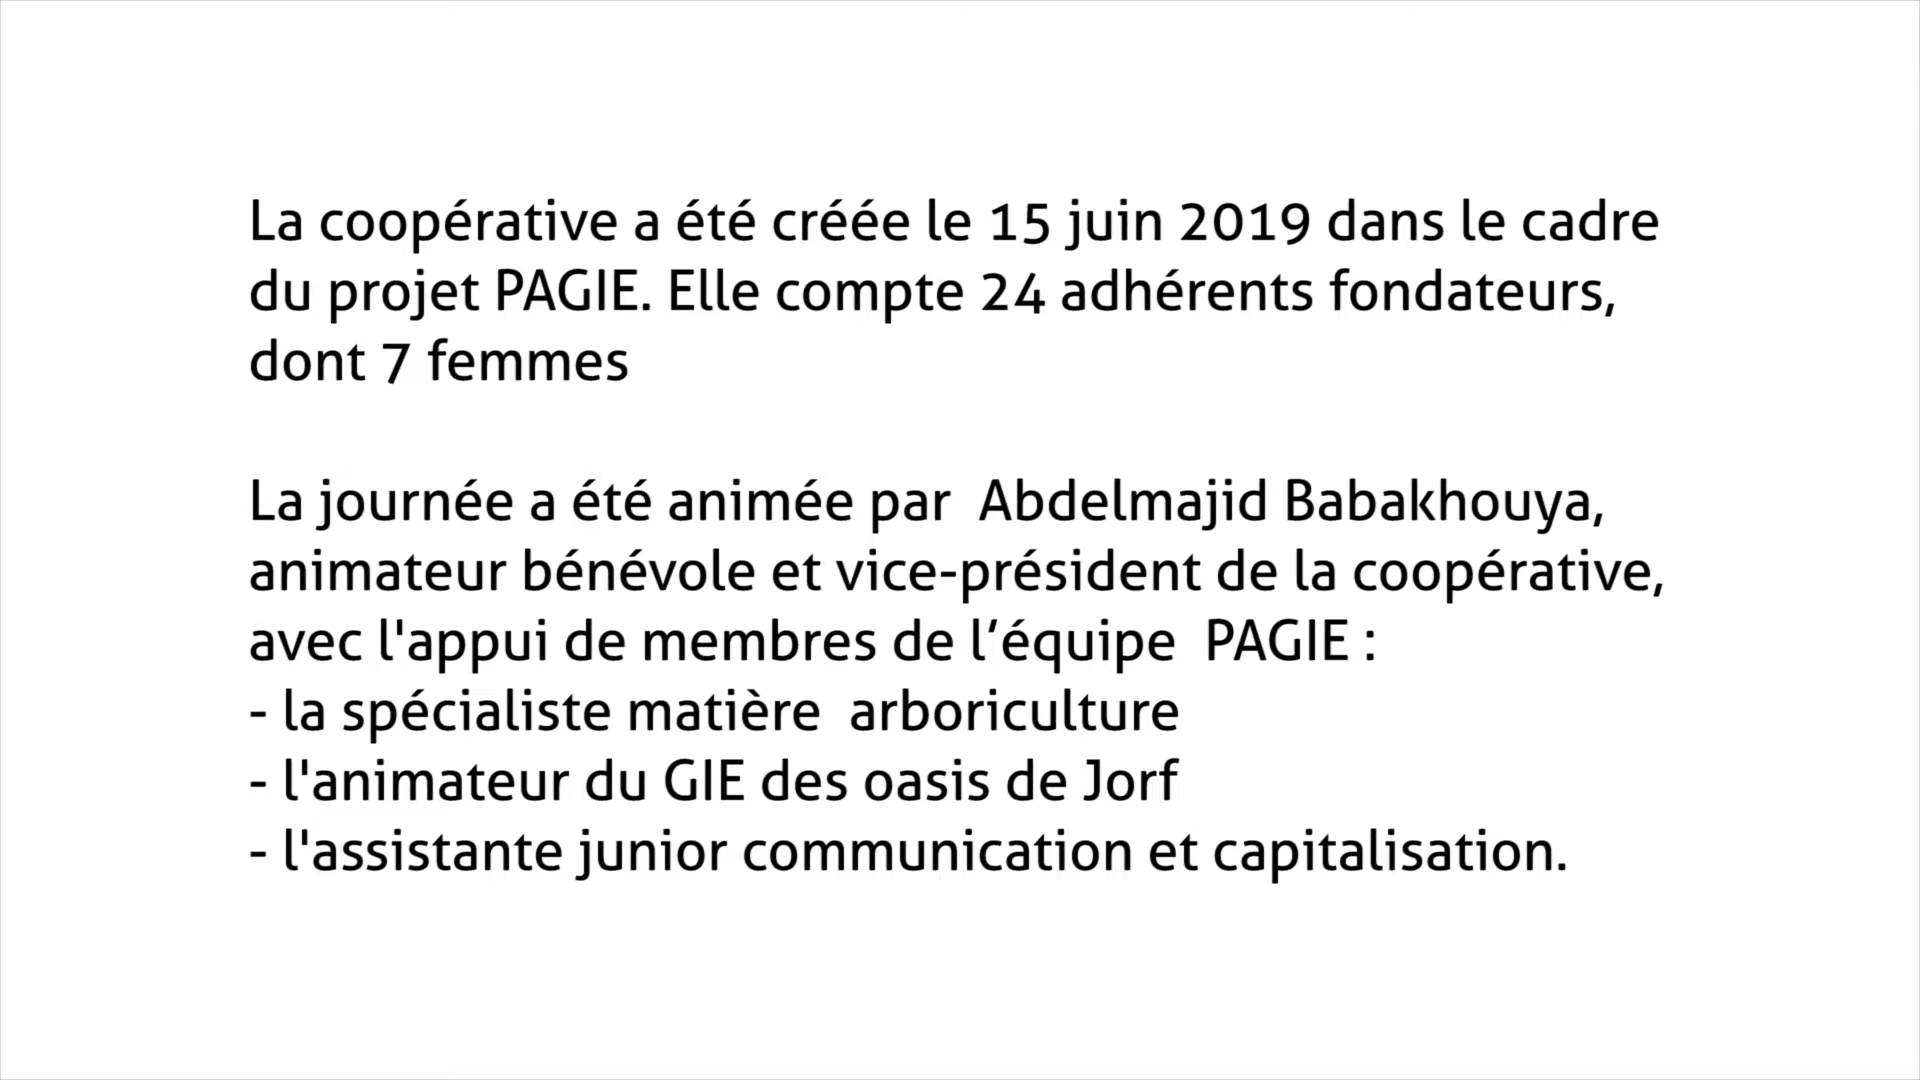 La coopérative a été créée le 15 juin 2019 dans le cadre
du projet PAGIE. Elle compte 24 adhérents fondateurs,
dont 7 femmes
La journée a été animée par  Abdelmajid Babakhouya,
animateur bénévole et vice-président de la coopérative,
avec l'appui de membres de l’équipe  PAGIE :
- la spécialiste matière  arboriculture
- l'animateur du GIE des oasis de Jorf
- l'assistante junior communication et capitalisation.